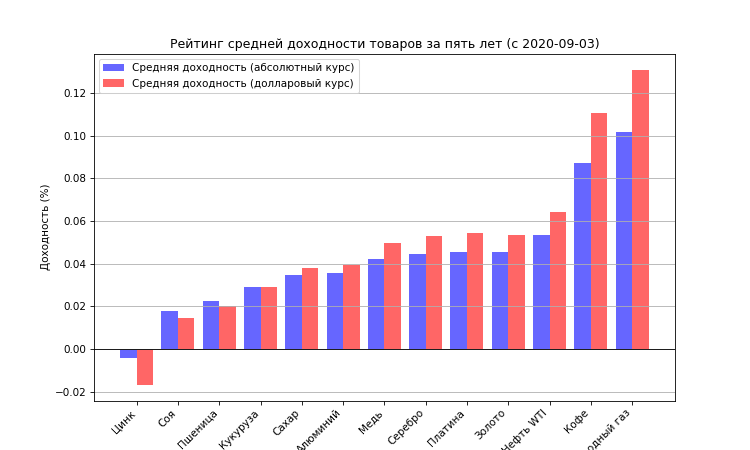 Рейтинг средней доходности товаров за пять лет (с 2020-09-03)
Средняя доходность (абсолютный курс)
Средняя доходность (долларовый курс)
Доходность (%)
0.12
0.10
0.08
0.06
0.04
0.02
0.00
−0.02
Цинк
Соя
Пшеница
Кукуруза
Сахар
Алюминий
Медь
Серебро
Платина
Золото
Нефть WTI
Кофе
газ